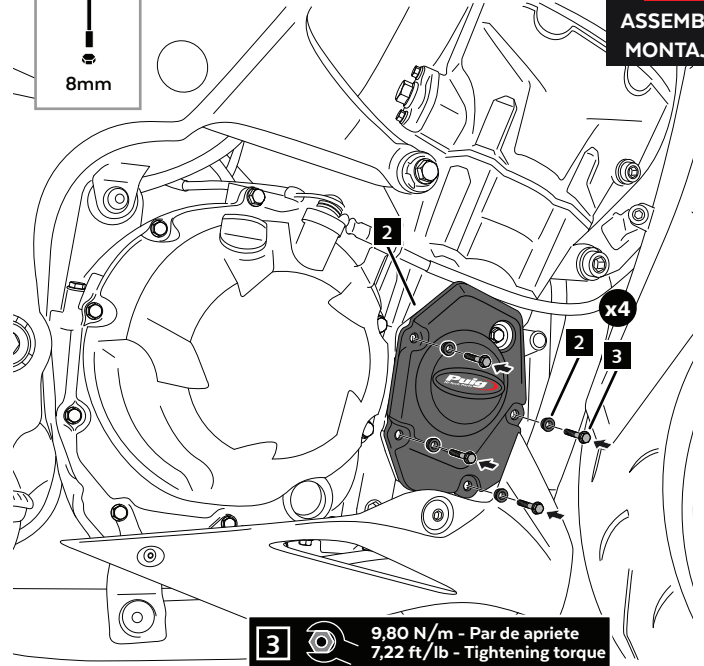 8mm
ASSEMB
MONTAJ
2
x4
2
3
Puig
3
9,80 N/m - Par de apriete
7,22 ft/lb - Tightening torque